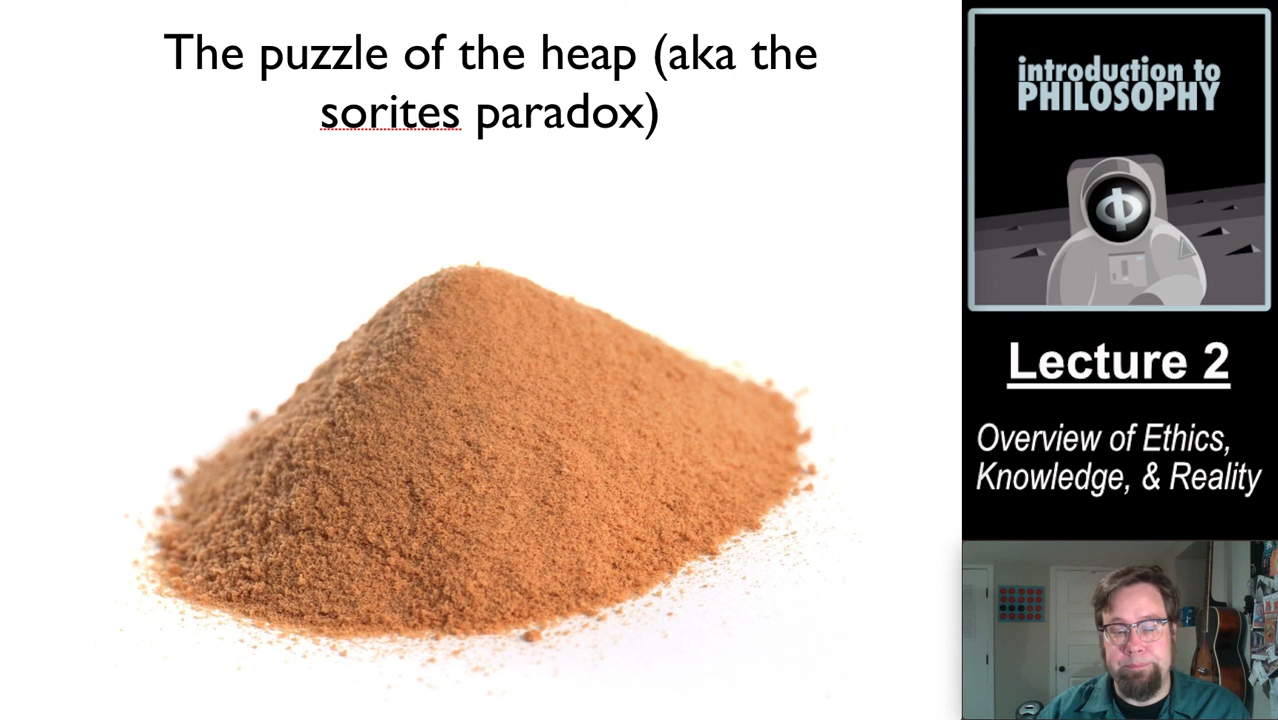 The puzzle of the heap (aka the
sorites paradox)
introduction to
PHILOSOPHY
Φ
Lecture 2
Overview of Ethics,
Knowledge, & Reality